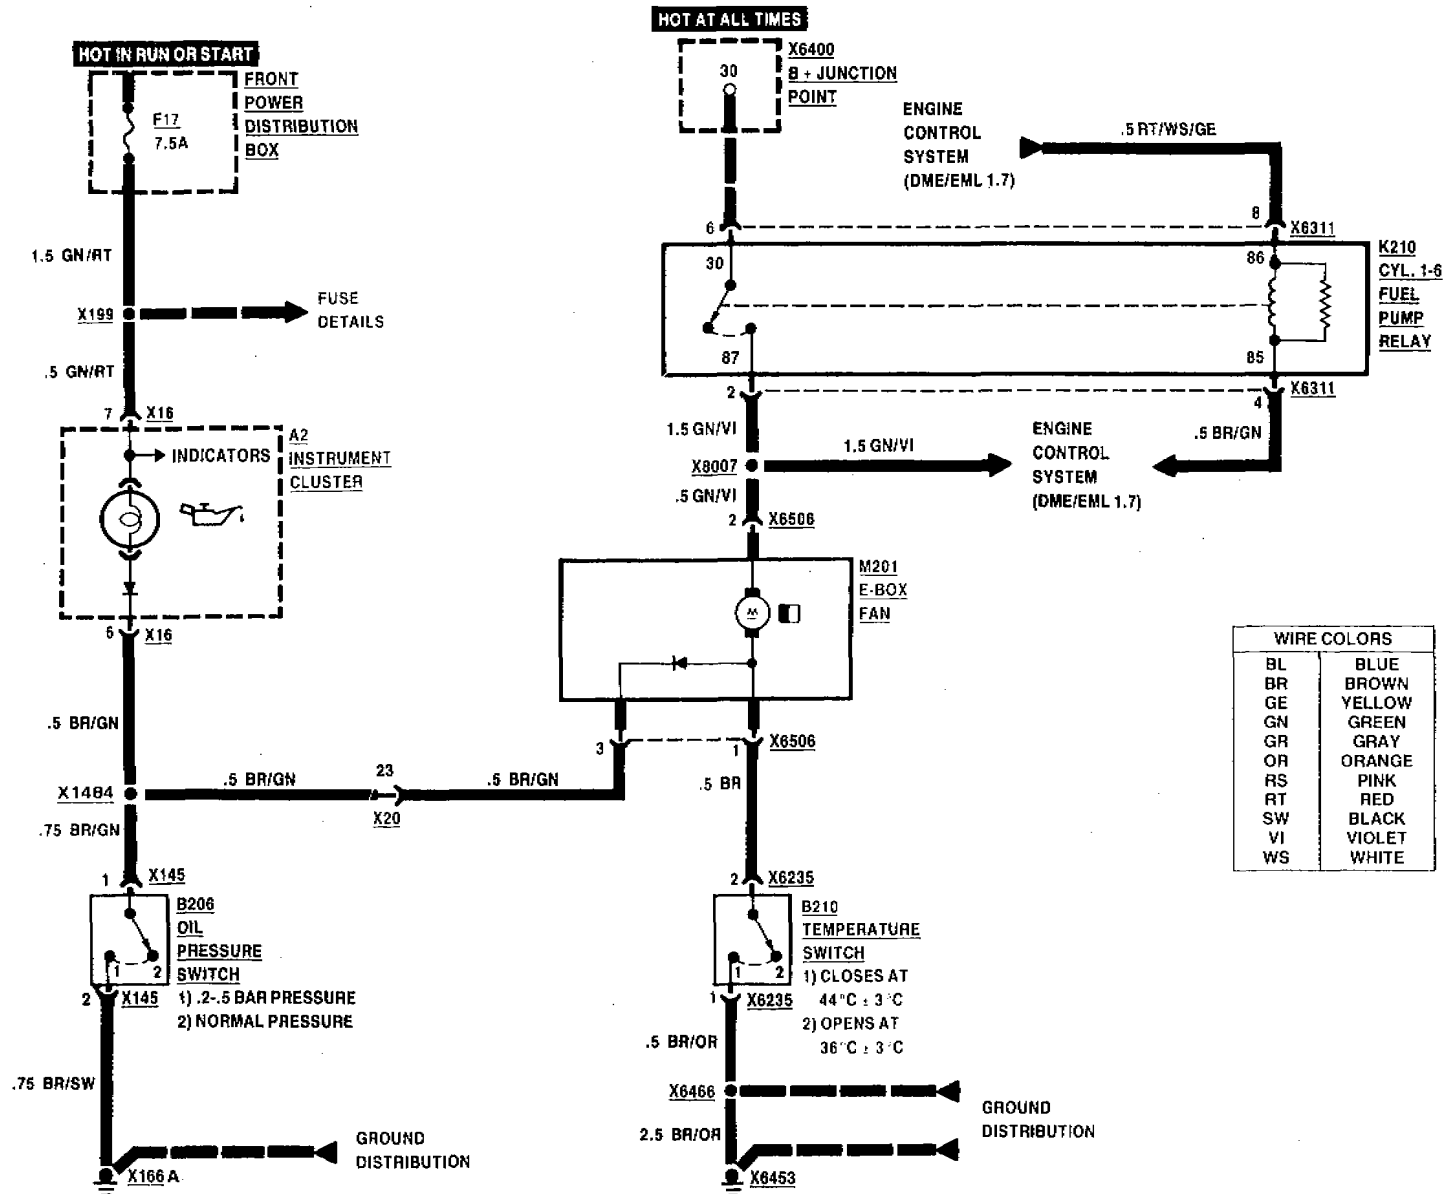 HOT AT ALL TIMES
HOT IN RUN OR START
X6400
B + JUNCTION
POINT
30
FRONT
POWER
DISTRIBUTION
BOX
F17
7.5A
ENGINE
CONTROL
SYSTEM
(DME/EML 1.7)
.5 RT/WS/GE
6
8
X6311
1.5 GN/RT
30
86
K210
CYL. 1-6
FUEL
PUMP
RELAY
X199
FUSE
DETAILS
87
85
.5 GN/RT
2
4
X6311
7
X16
1.5 GN/VI
1.5 GN/VI
.5 BR/GN
ENGINE
CONTROL
SYSTEM
(DME/EML 1.7)
A2
INSTRUMENT
CLUSTER
INDICATORS
X8007
.5 GN/VI
2
X6506
M201
E-BOX
FAN
M
5
X16
WIRE COLORS
BL BLUE
BR BROWN
GE YELLOW
GN GREEN
GR GRAY
OR ORANGE
RS PINK
RT RED
SW BLACK
VI VIOLET
WS WHITE
.5 BR/GN
3
1
X6506
X1484
.5 BR/GN
23
X20
.5 BR/GN
.5 BR
.75 BR/GN
1
X145
2
X6235
B206
OIL
PRESSURE
SWITCH
1) .2-.5 BAR PRESSURE
2) NORMAL PRESSURE
1 2
B210
TEMPERATURE
SWITCH
1) CLOSES AT
44°C ± 3°C
2) OPENS AT
36°C ± 3°C
1 2
2
X145
1
X6235
.75 BR/SW
.5 BR/OR
X6466
2.5 BR/OR
GROUND
DISTRIBUTION
GROUND
DISTRIBUTION
X166 A
X6453